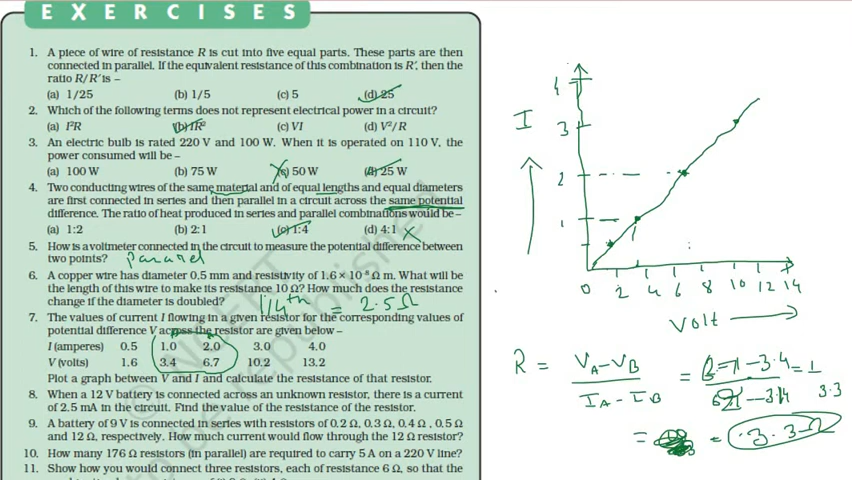 EXERCISES
1. A piece of wire of resistance R is cut into five equal parts. These parts are then
connected in parallel. If the equivalent resistance of this combination is R′, then the
ratio R/R′ is –
(a) 1/25 (b) 1/5 (c) 5 (d) 25
2. Which of the following terms does not represent electrical power in a circuit?
(a) I²R (b) IR² (c) VI (d) V²/R
3. An electric bulb is rated 220 V and 100 W. When it is operated on 110 V, the
power consumed will be –
(a) 100 W (b) 75 W (c) 50 W (d) 25 W
4. Two conducting wires of the same material and of equal lengths and equal diameters
are first connected in series and then parallel in a circuit across the same potential
difference. The ratio of heat produced in series and parallel combinations would be –
(a) 1:2 (b) 2:1 (c) 1:4 (d) 4:1
5. How is a voltmeter connected in the circuit to measure the potential difference between
two points? Parallel
6. A copper wire has diameter 0.5 mm and resistivity of 1.6 × 10⁻⁸ Ω m. What will be
the length of this wire to make its resistance 10 Ω? How much does the resistance
change if the diameter is doubled? 1/4th = 2.5 Ω
7. The values of current I flowing in a given resistor for the corresponding values of
potential difference V across the resistor are given below –
I (amperes) 0.5 1.0 2.0 3.0 4.0
V (volts) 1.6 3.4 6.7 10.2 13.2
Plot a graph between V and I and calculate the resistance of that resistor.
8. When a 12 V battery is connected across an unknown resistor, there is a current
of 2.5 mA in the circuit. Find the value of the resistance of the resistor.
9. A battery of 9 V is connected in series with resistors of 0.2 Ω, 0.3 Ω, 0.4 Ω, 0.5 Ω
and 12 Ω, respectively. How much current would flow through the 12 Ω resistor?
10. How many 176 Ω resistors (in parallel) are required to carry 5 A on a 220 V line?
11. Show how you would connect three resistors, each of resistance 6 Ω, so that the
4
I 3
2
1
0 2 4 6 8 10 12 14
Volt
R = V_A – V_B
I_A – I_B
– 3.4 = 1
3.3
= = 3.3 Ω